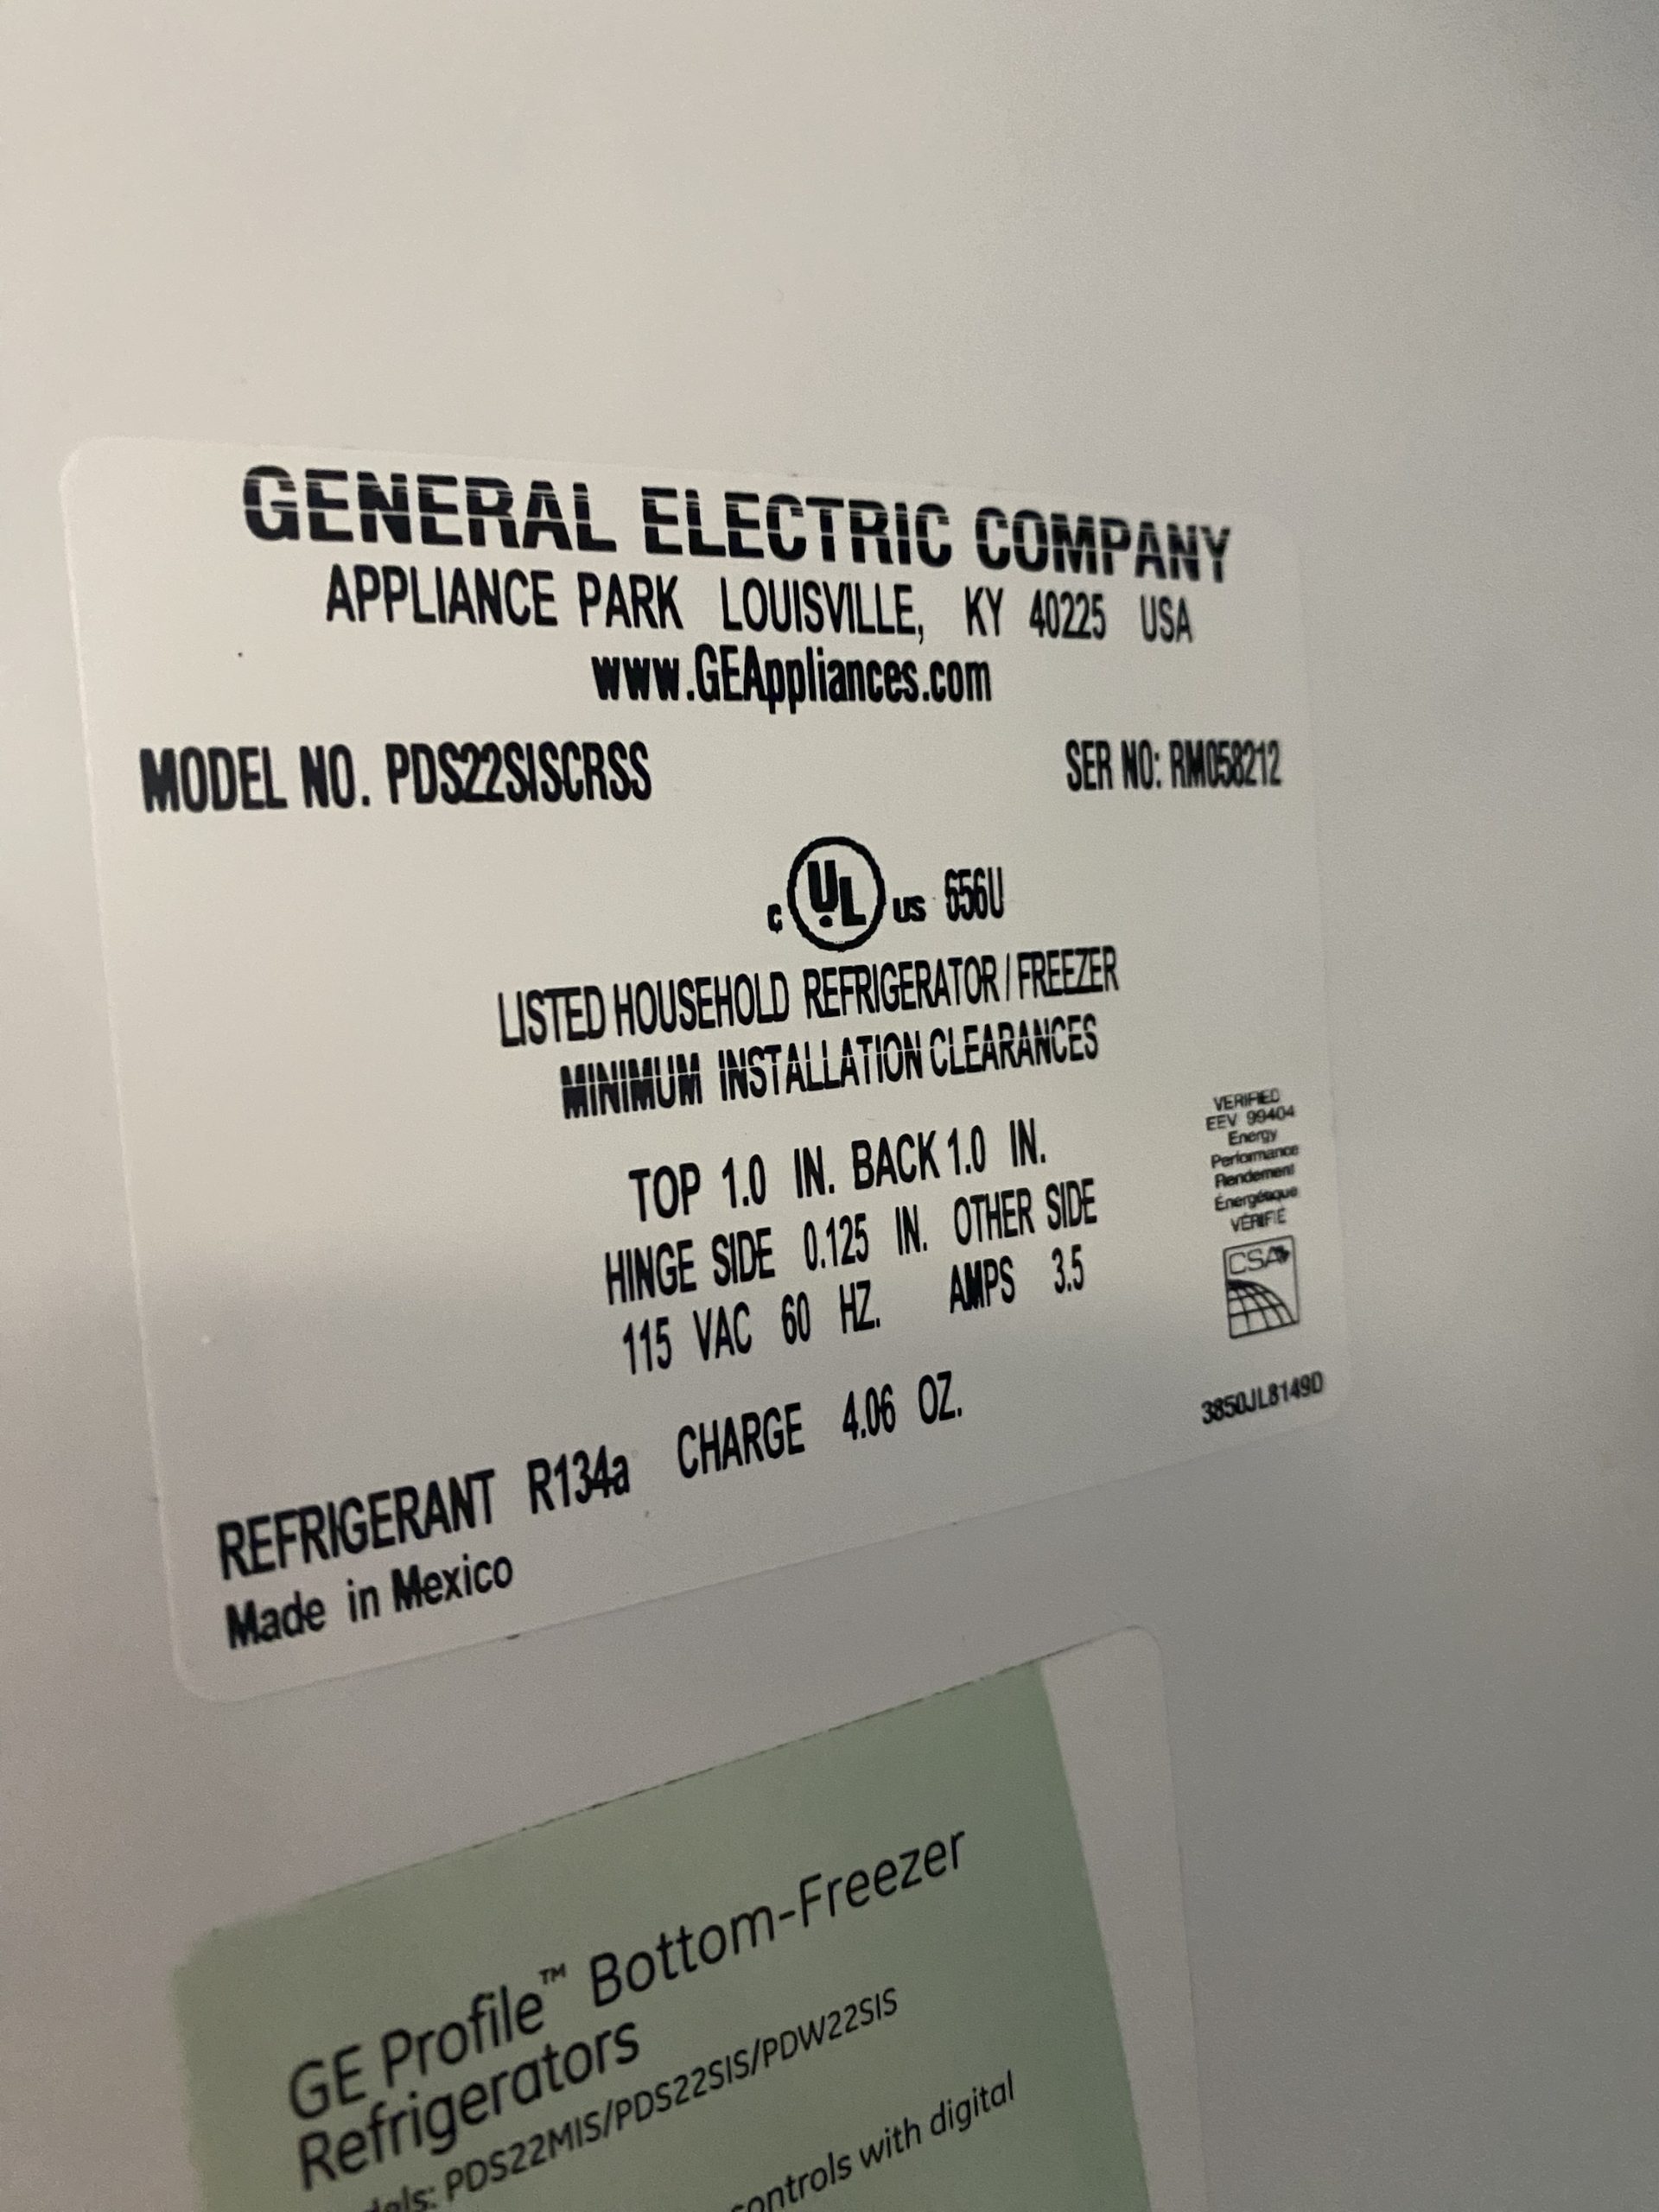 GENERAL ELECTRIC COMPANY
APPLIANCE PARK LOUISVILLE, KY 40225 USA
www.GEAppliances.com
MODEL NO. PDS22SISCRSS SER NO: RM058212
C UL US 656U
LISTED HOUSEHOLD REFRIGERATOR / FREEZER
MINIMUM INSTALLATION CLEARANCES
TOP 1.0 IN. BACK 1.0 IN.
HINGE SIDE 0.125 IN. OTHER SIDE
115 VAC 60 HZ. AMPS 3.5
VERIFIED
EEV 99404
Energy
Performance
Rendement
Énergésque
VÉRIFIÉ
CSA
REFRIGERANT R134a CHARGE 4.06 OZ.
3850JL8149D
Made in Mexico
GE Profile™ Bottom-Freezer
Refrigerators
dels: PDS22MIS/PDS22SIS/PDW22SIS
controls with digital